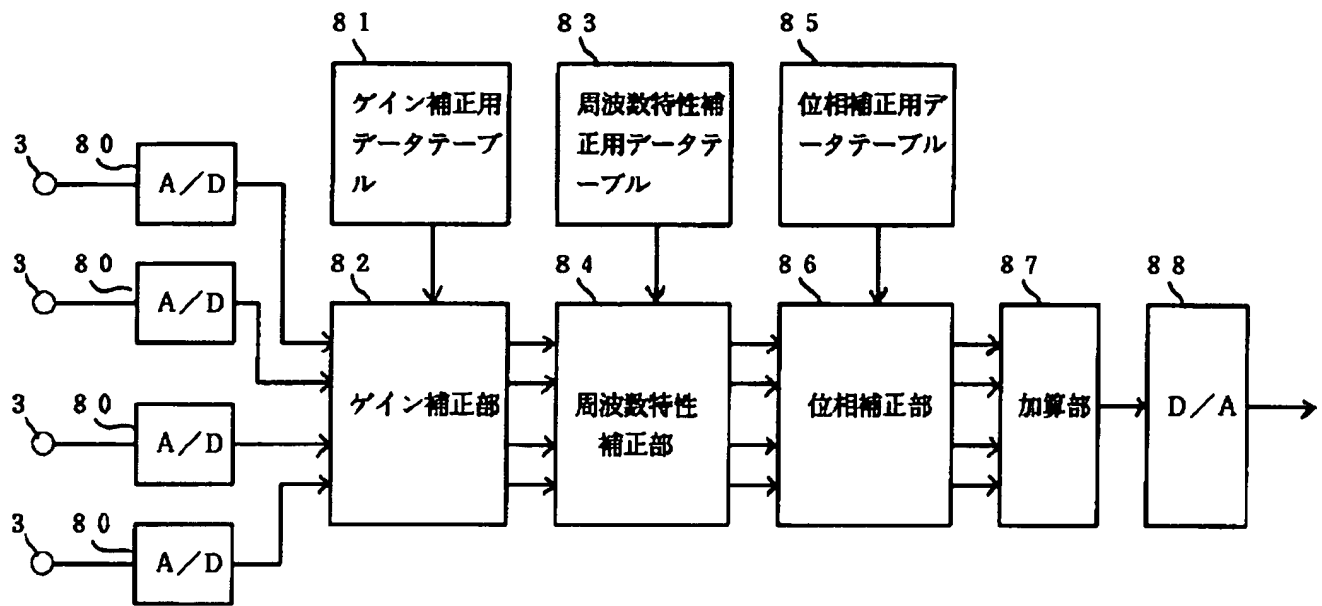 81
83
85
ゲイン補正用
データテーブ
ル
周波数特性補
正用データテ
ーブル
位相補正用デ
ータテーブル
3
80
A/D
3
80
A/D
3
80
A/D
3
80
A/D
82
ゲイン補正部
84
周波数特性
補正部
86
位相補正部
87
加算部
88
D/A